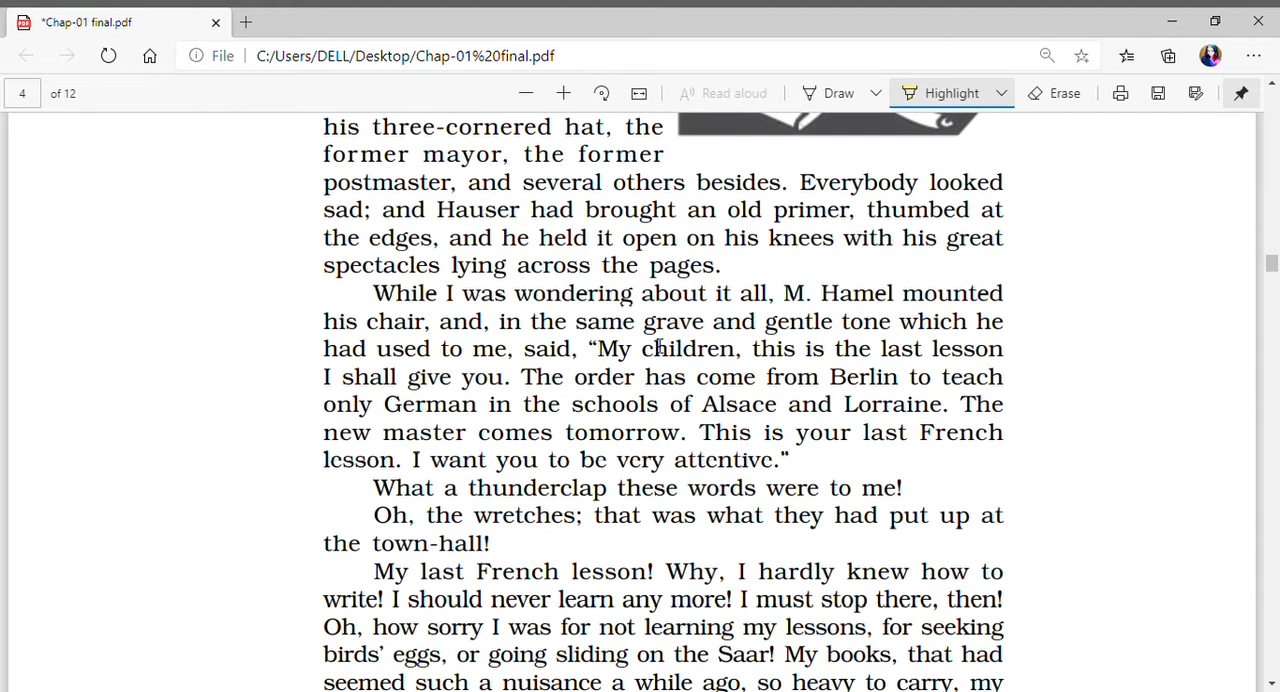 *Chap-01 final.pdf
File C:/Users/DELL/Desktop/Chap-01%20final.pdf
4 of 12 Read aloud Draw Highlight Erase
his three-cornered hat, the
former mayor, the former
postmaster, and several others besides. Everybody looked
sad; and Hauser had brought an old primer, thumbed at
the edges, and he held it open on his knees with his great
spectacles lying across the pages.
While I was wondering about it all, M. Hamel mounted
his chair, and, in the same grave and gentle tone which he
had used to me, said, “My children, this is the last lesson
I shall give you. The order has come from Berlin to teach
only German in the schools of Alsace and Lorraine. The
new master comes tomorrow. This is your last French
lesson. I want you to be very attentive.”
What a thunderclap these words were to me!
Oh, the wretches; that was what they had put up at
the town-hall!
My last French lesson! Why, I hardly knew how to
write! I should never learn any more! I must stop there, then!
Oh, how sorry I was for not learning my lessons, for seeking
birds’ eggs, or going sliding on the Saar! My books, that had
seemed such a nuisance a while ago, so heavy to carry, my